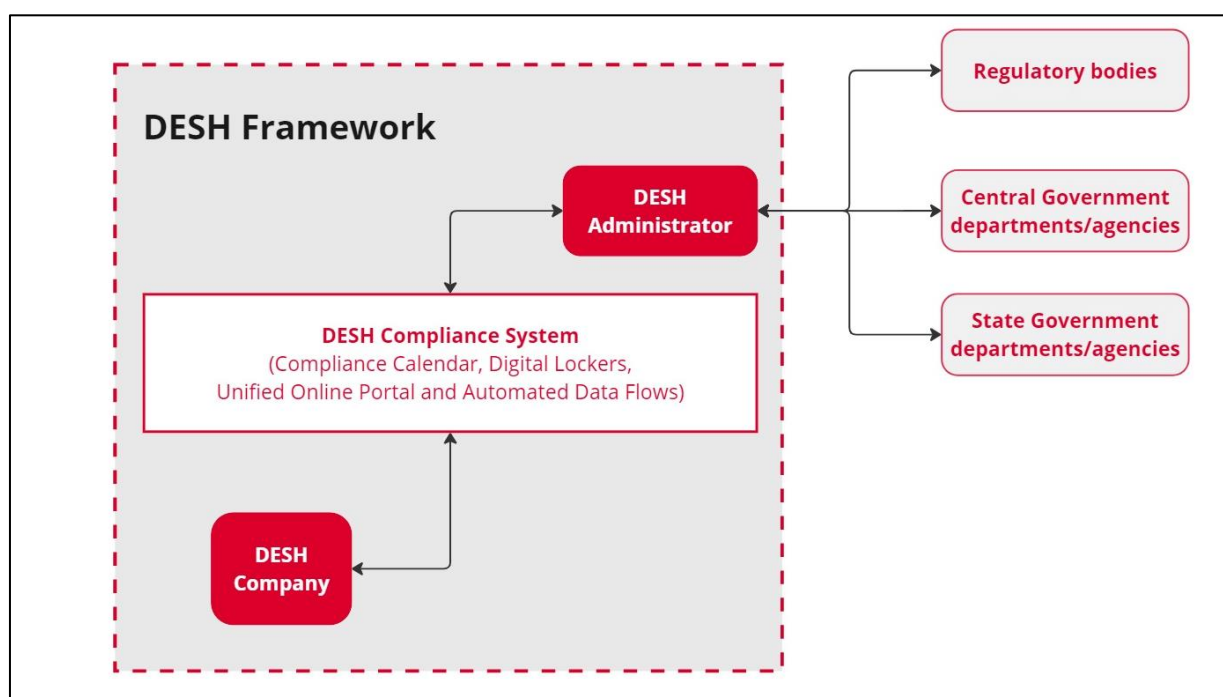 DESH Framework
DESH
Administrator
DESH Compliance System
(Compliance Calendar, Digital Lockers,
Unified Online Portal and Automated Data Flows)
DESH
Company
Regulatory bodies
Central Government
departments/agencies
State Government
departments/agencies